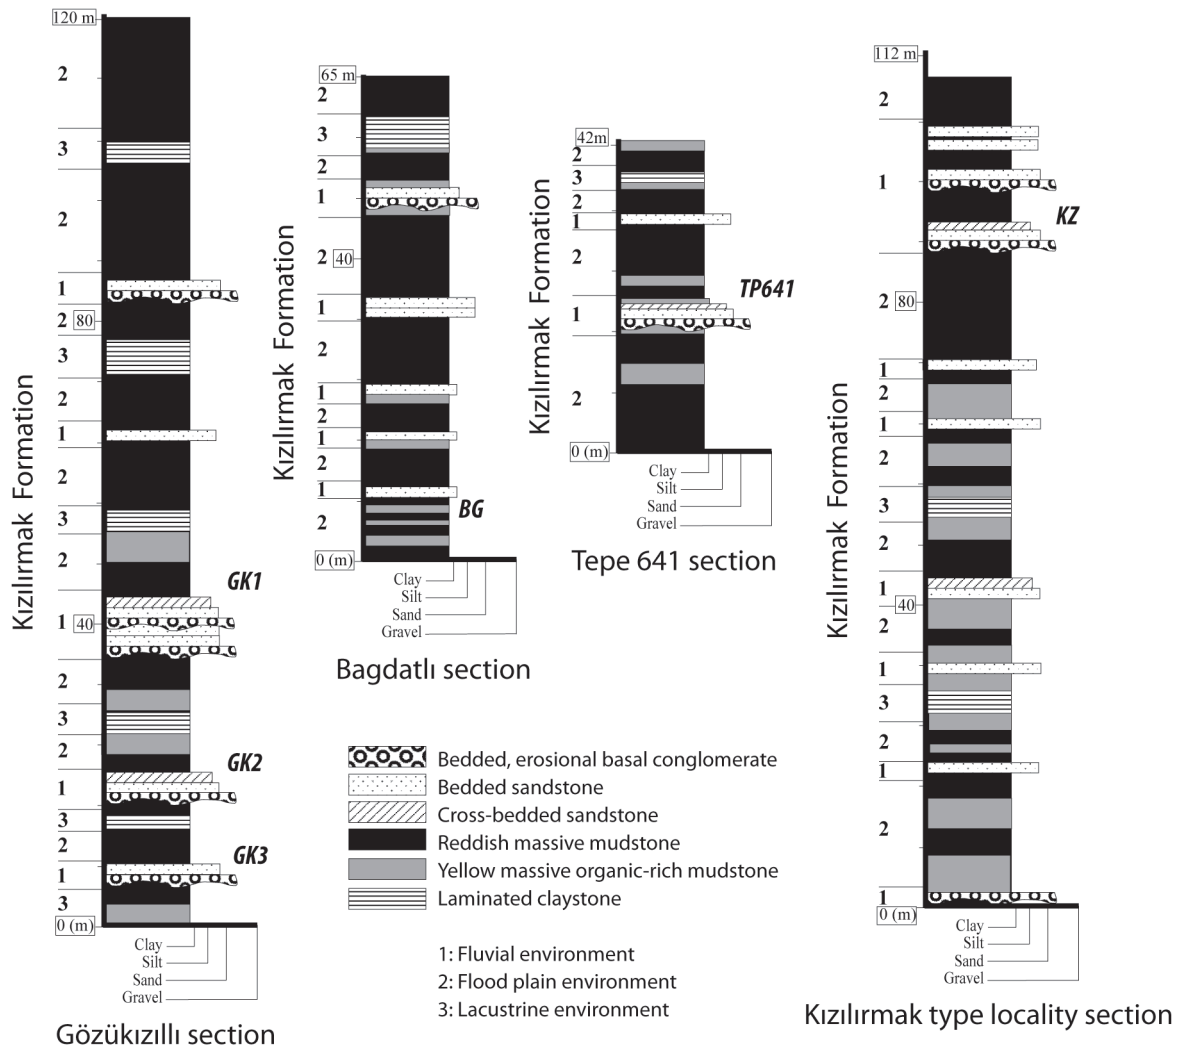 120 m
2
3
2
1
2
80
3
2
1
2
3
2
GK1
1
40
2
3
2
GK2
1
3
2
GK3
1
3
0 (m)
Clay
Silt
Sand
Gravel
Kızılırmak Formation
Gözükızıllı section
65 m
2
3
2
1
2
40
1
2
1
2
1
2
1
2
BG
0 (m)
Clay
Silt
Sand
Gravel
Kızılırmak Formation
Bagdatlı section
42m
2
3
2
1
2
TP641
1
2
0 (m)
Clay
Silt
Sand
Gravel
Kızılırmak Formation
Tepe 641 section
112 m
2
1
KZ
2
80
1
2
1
2
3
2
1
40
2
1
3
2
1
2
1
0 (m)
Clay
Silt
Sand
Gravel
Kızılırmak Formation
Kızılırmak type locality section
Bedded, erosional basal conglomerate
Bedded sandstone
Cross-bedded sandstone
Reddish massive mudstone
Yellow massive organic-rich mudstone
Laminated claystone
1: Fluvial environment
2: Flood plain environment
3: Lacustrine environment